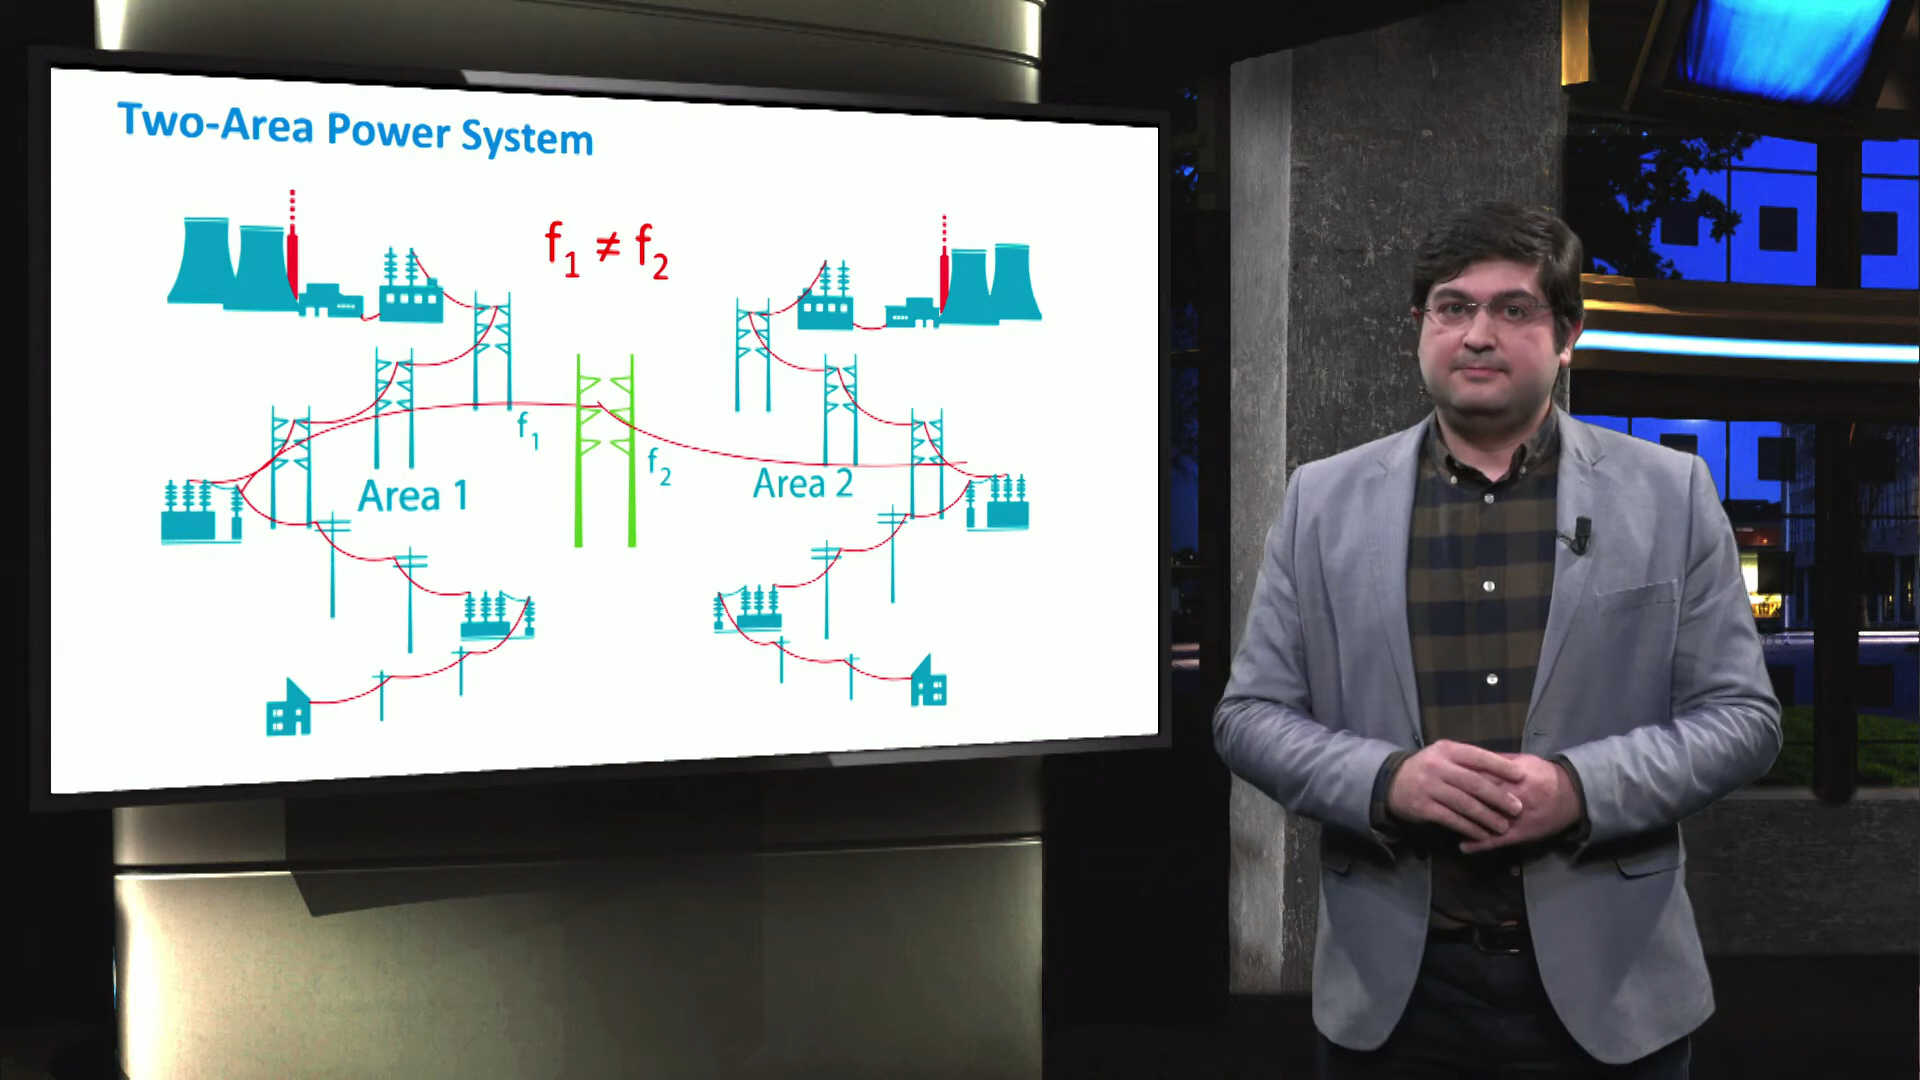 Two-Area Power System
f₁ ≠ f₂
f₁
f₂
Area 1
Area 2